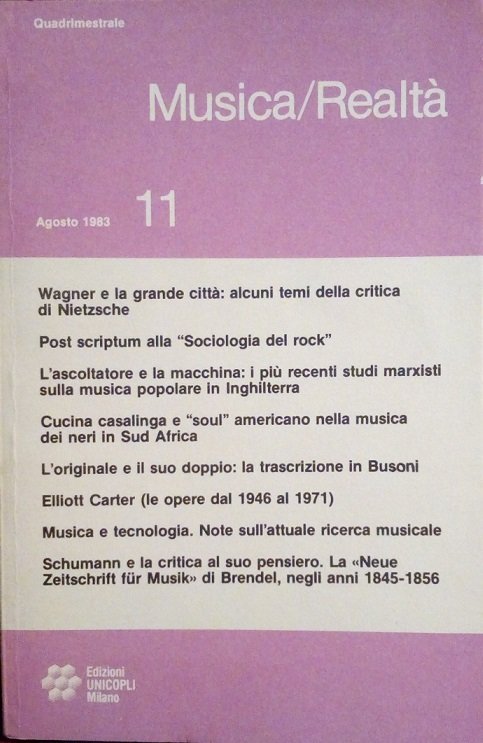 Quadrimestrale
Musica/Realtà
Agosto 1983 11
Wagner e la grande città: alcuni temi della critica
di Nietzsche
Post scriptum alla “Sociologia del rock”
L'ascoltatore e la macchina: i più recenti studi marxisti
sulla musica popolare in Inghilterra
Cucina casalinga e “soul” americano nella musica
dei neri in Sud Africa
L'originale e il suo doppio: la trascrizione in Busoni
Elliott Carter (le opere dal 1946 al 1971)
Musica e tecnologia. Note sull'attuale ricerca musicale
Schumann e la critica al suo pensiero. La «Neue
Zeitschrift für Musik» di Brendel, negli anni 1845-1856
Edizioni
UNICOPLI
Milano